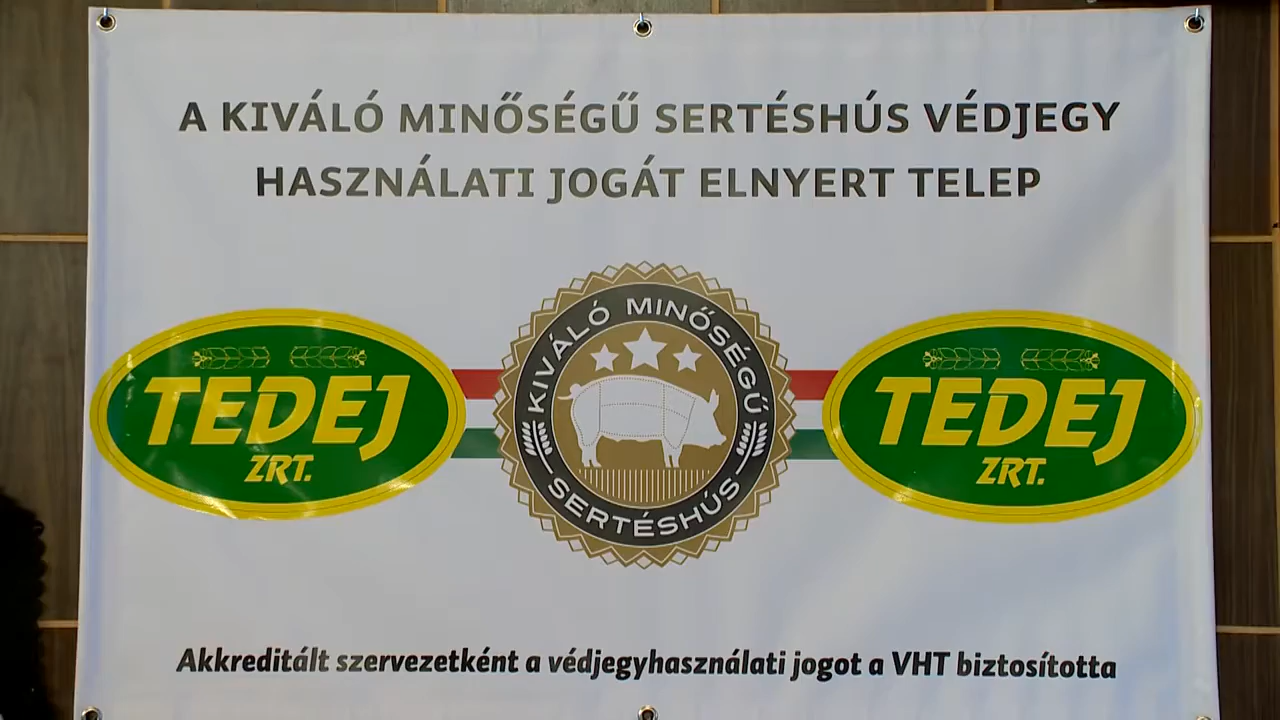 A KIVÁLÓ MINŐSÉGŰ SERTÉSHÚS VÉDJEGY
HASZNÁLATI JOGÁT ELNYERT TELEP
TEDEJ
ZRT.
KIVÁLÓ MINŐSÉGŰ
SERTÉSHÚS
TEDEJ
ZRT.
Akkreditált szervezetként a védjegyhasználati jogot a VHT biztosította